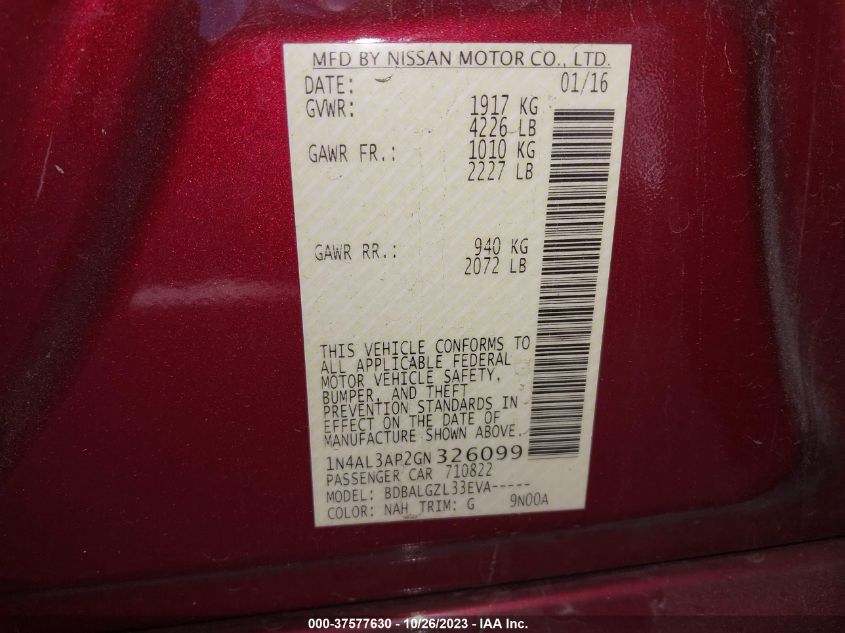 MFD BY NISSAN MOTOR CO., LTD.
DATE: 01/16
GVWR: 1917 KG
4226 LB
GAWR FR.: 1010 KG
2227 LB
GAWR RR.: 940 KG
2072 LB
THIS VEHICLE CONFORMS TO
ALL APPLICABLE FEDERAL
MOTOR VEHICLE SAFETY,
BUMPER, AND THEFT
PREVENTION STANDARDS IN
EFFECT ON THE DATE OF
MANUFACTURE SHOWN ABOVE.
1N4AL3AP2GN326099
PASSENGER CAR 710822
MODEL: BDBALGZL33EVA-----
COLOR: NAH TRIM: G 9N00A
000-37577630 - 10/26/2023 - IAA Inc.